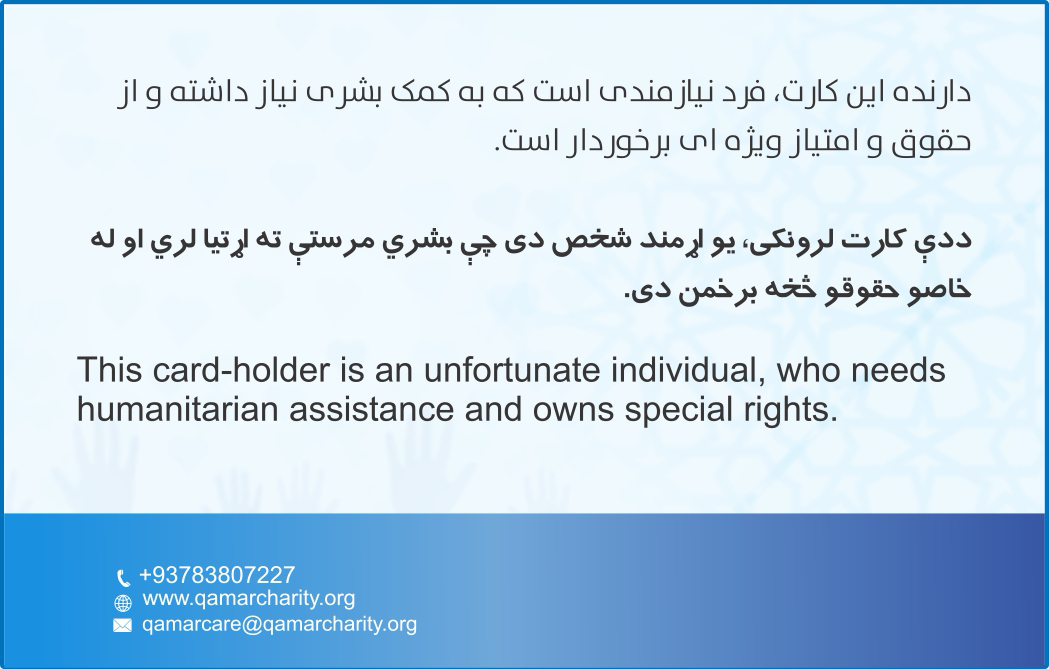 دارنده این کارت، فرد نیازمندی است که به کمک بشری نیاز داشته و از
حقوق و امتیاز ویژه ای برخوردار است.
ددې کارت لرونکی، یو اړمند شخص دی چې بشري مرستې ته اړتیا لري او له
خاصو حقوقو څخه برخمن دی.
This card-holder is an unfortunate individual, who needs
humanitarian assistance and owns special rights.
+93783807227
www.qamarcharity.org
qamarcare@qamarcharity.org